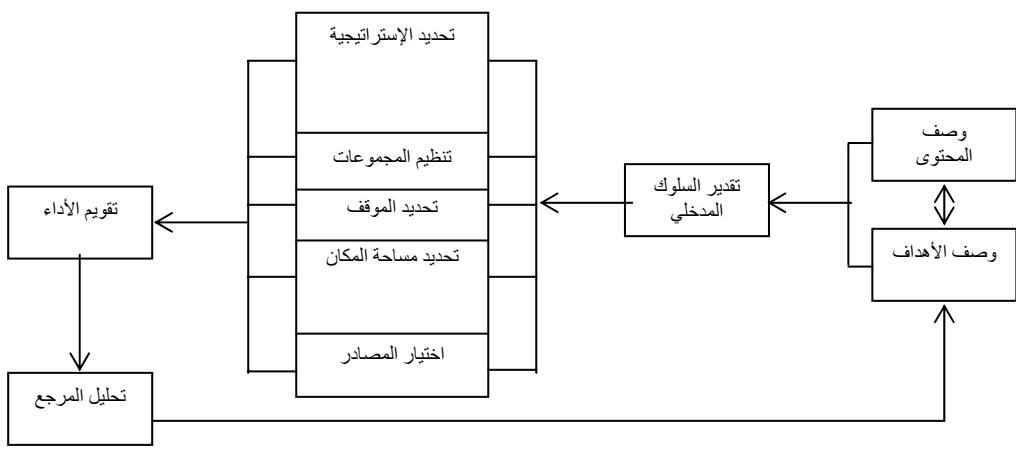 وصف
المحتوى
وصف الأهداف
تقدير السلوك
المدخلي
تحديد الإستراتيجية
تنظيم المجموعات
تحديد الموقف
تحديد مساحة المكان
اختيار المصادر
تقويم الأداء
تحليل المرجع